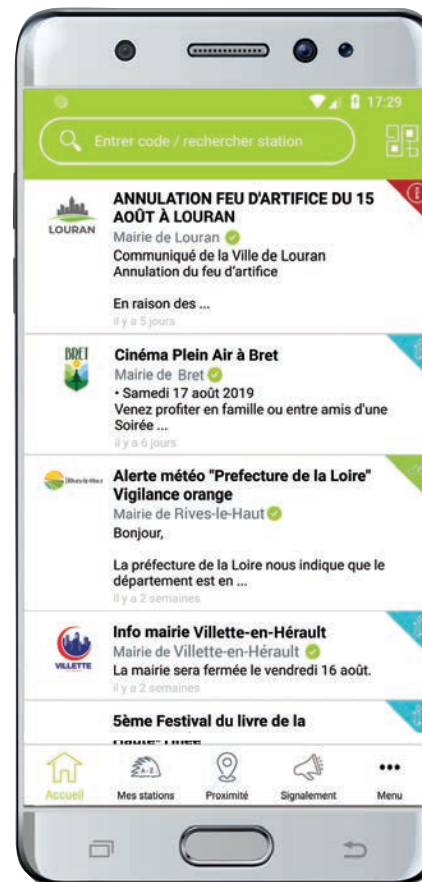 17:29
Entrer code / rechercher station
LOURAN
ANNULATION FEU D'ARTIFICE DU 15
AOÛT À LOURAN
Mairie de Louran
Communiqué de la Ville de Louran
Annulation du feu d'artifice
En raison des ...
il y a 5 jours
BRET
Cinéma Plein Air à Bret
Mairie de Bret
• Samedi 17 août 2019
Venez profiter en famille ou entre amis d'une
Soirée ...
il y a 6 jours
Rives-le-Haut
Alerte météo "Prefecture de la Loire"
Vigilance orange
Mairie de Rives-le-Haut
Bonjour,
La préfecture de la Loire nous indique que le
département est en ...
il y a 2 semaines
VILLETTE
Info mairie Villette-en-Hérault
Mairie de Villette-en-Hérault
La mairie sera fermée le vendredi 16 août.
il y a 2 semaines
5ème Festival du livre de la
A-Z
Accueil
Mes stations
Proximité
Signalement
Menu